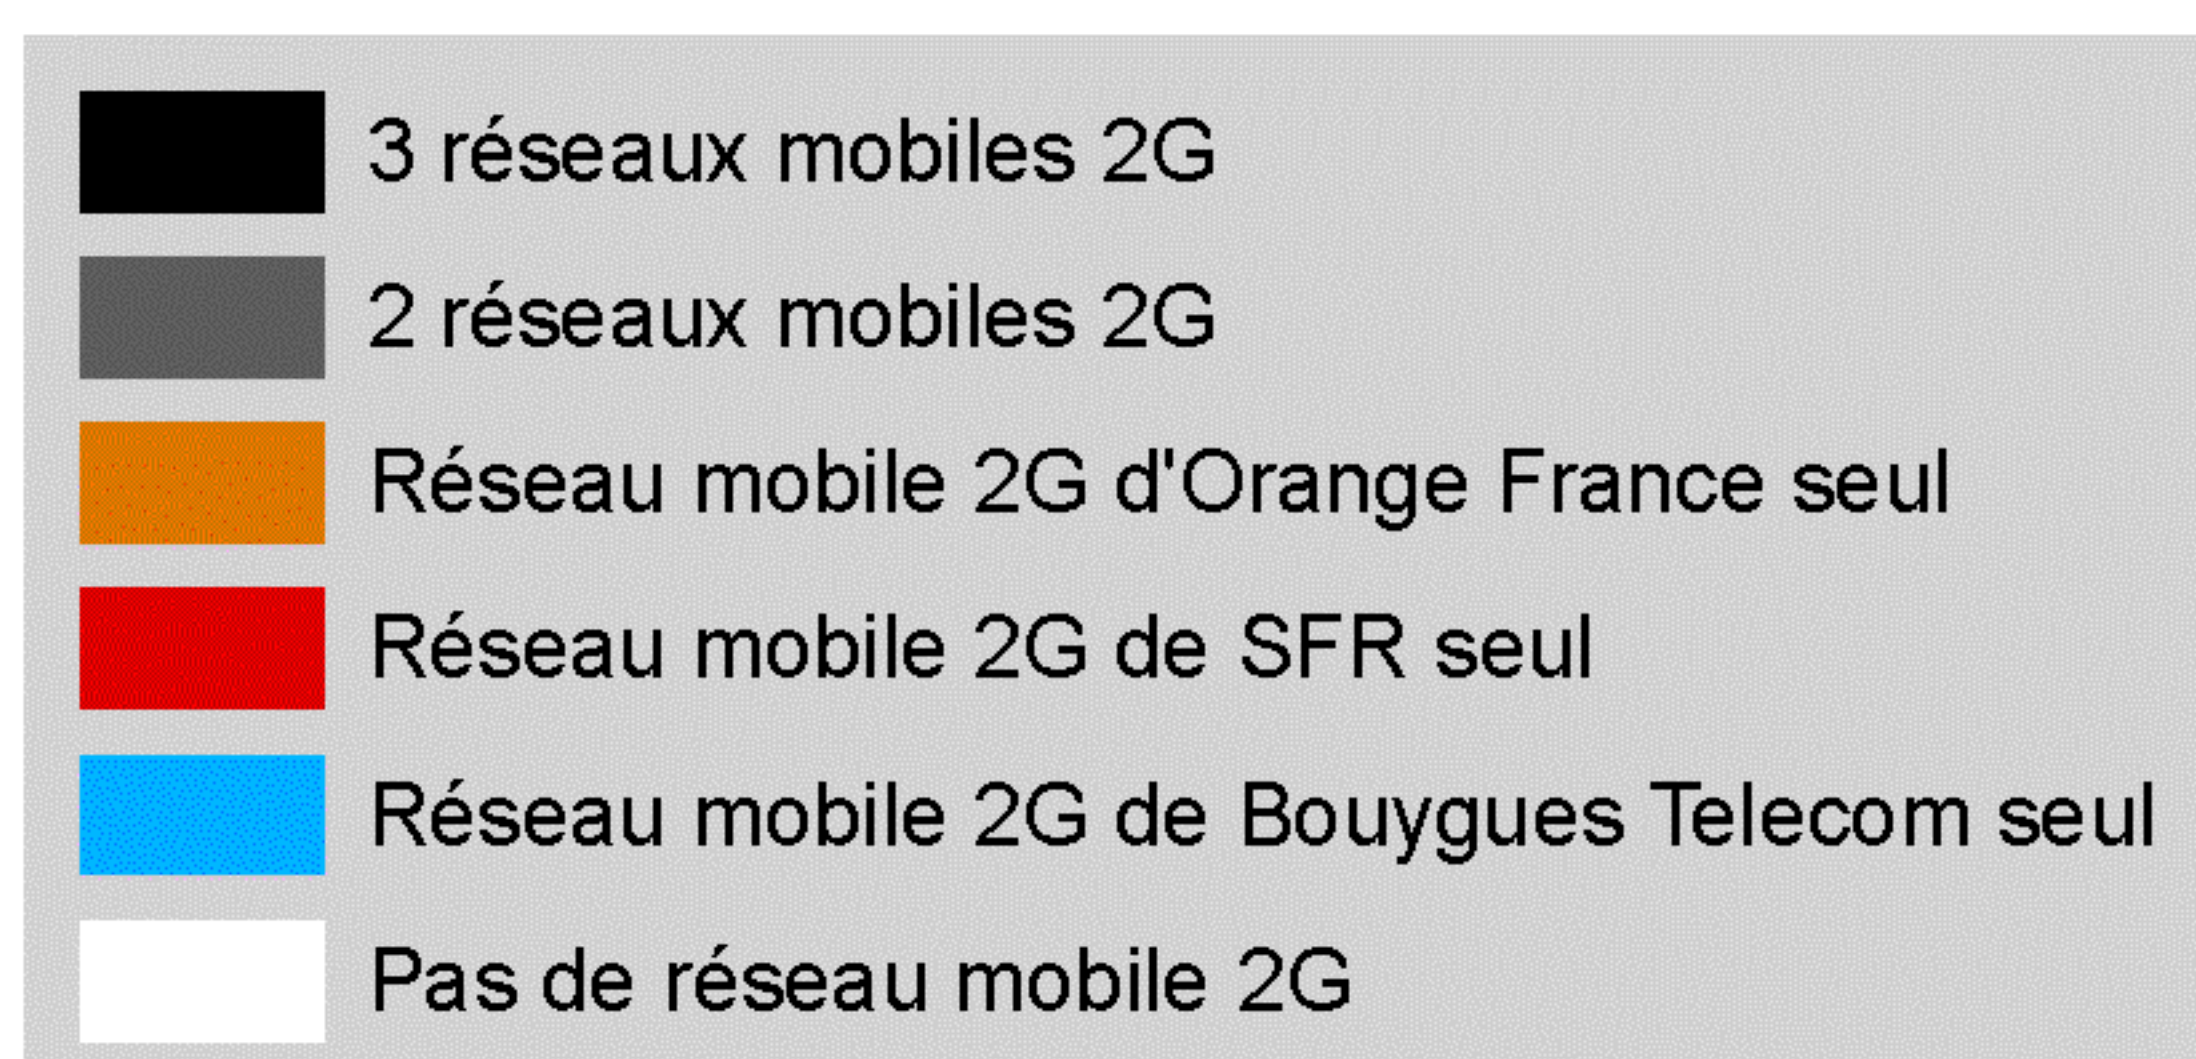 3 réseaux mobiles 2G
2 réseaux mobiles 2G
Réseau mobile 2G d'Orange France seul
Réseau mobile 2G de SFR seul
Réseau mobile 2G de Bouygues Telecom seul
Pas de réseau mobile 2G